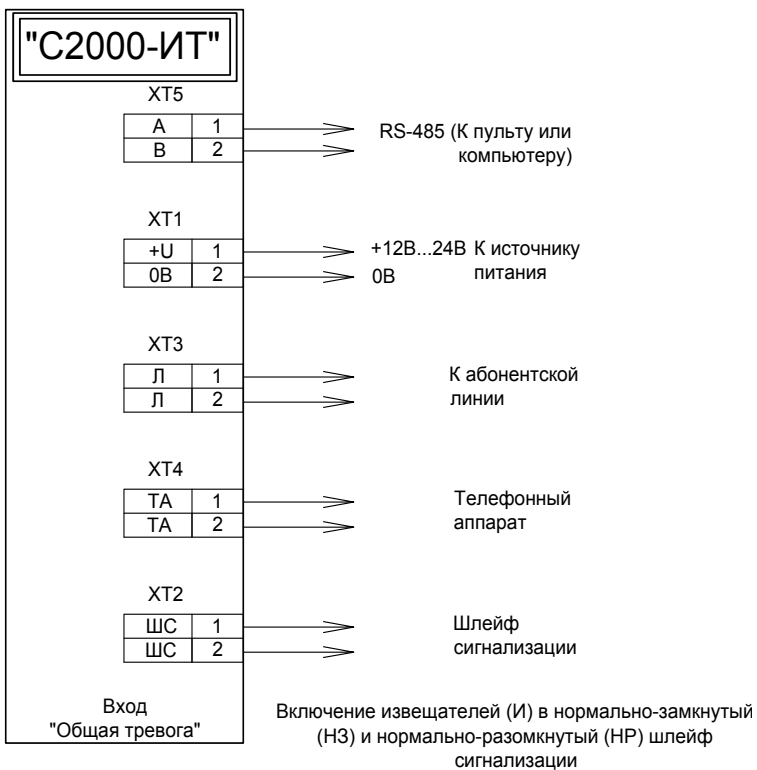 "С2000-ИТ"
XT5
A 1
B 2
RS-485 (К пульту или
компьютеру)
XT1
+U 1
0В 2
+12В...24В К источнику
0В питания
XT3
Л 1
Л 2
К абонентской
линии
XT4
ТА 1
ТА 2
Телефонный
аппарат
XT2
ШС 1
ШС 2
Шлейф
сигнализации
Вход
"Общая тревога"
Включение извещателей (И) в нормально-замкнутый
(НЗ) и нормально-разомкнутый (НР) шлейф
сигнализации